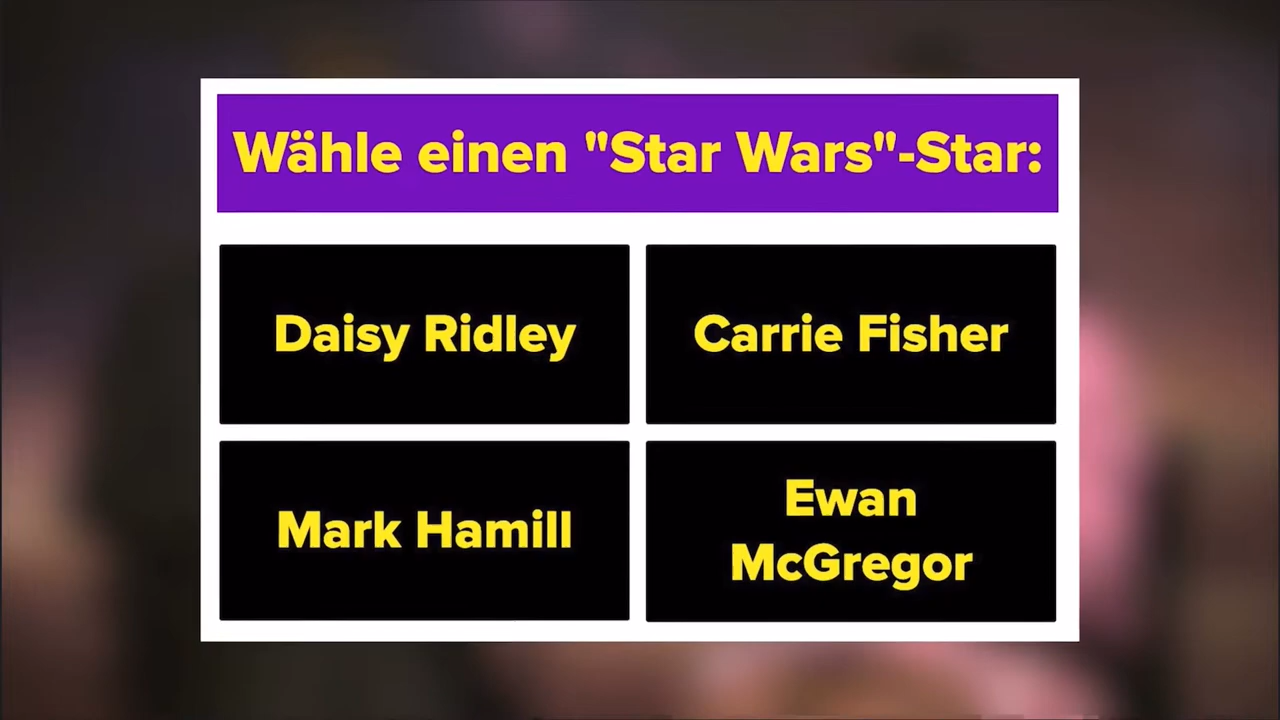 Wähle einen "Star Wars"-Star:
Daisy Ridley
Carrie Fisher
Mark Hamill
Ewan
McGregor